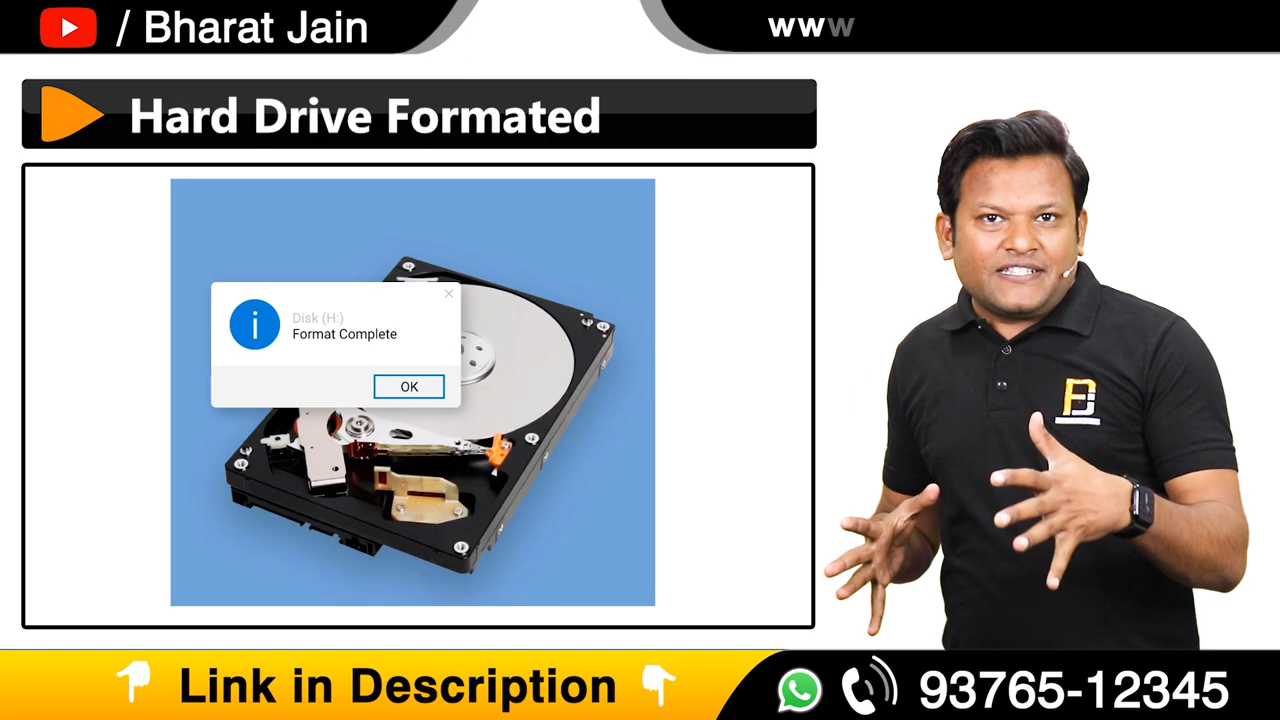 / Bharat Jain
www
Hard Drive Formated
Disk (H:)
Format Complete
OK
Link in Description
93765-12345